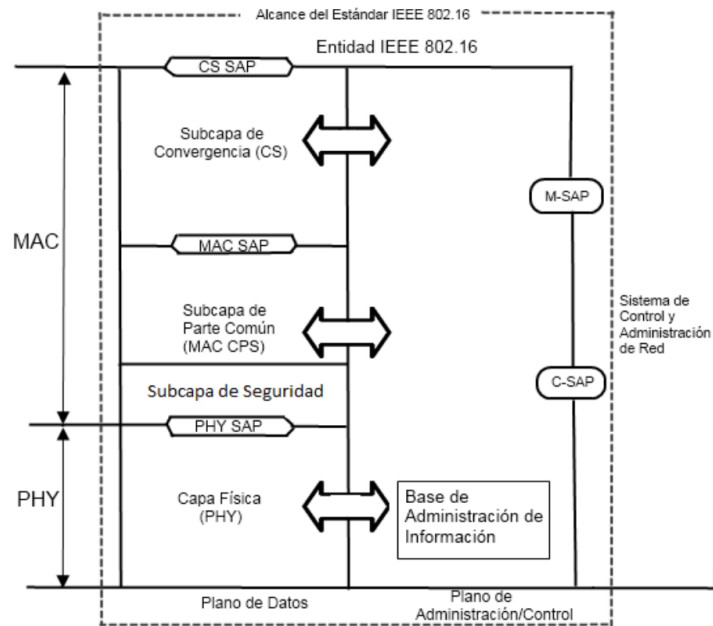 Alcance del Estándar IEEE 802.16
Entidad IEEE 802.16
CS SAP
Subcapa de
Convergencia (CS)
M-SAP
MAC
MAC SAP
Subcapa de
Parte Común
(MAC CPS)
Sistema de
Control y
Administración
de Red
C-SAP
Subcapa de Seguridad
PHY SAP
PHY
Capa Física
(PHY)
Base de
Administración de
Información
Plano de Datos
Plano de
Administración/Control